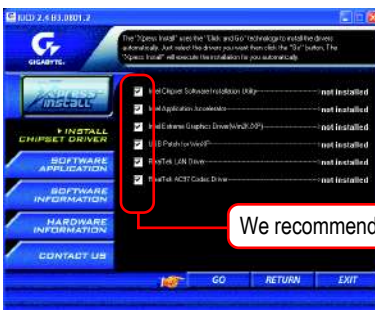 IUCD 2.4 B3.0801.2
The "Xpress Install" uses the "Click and Go" technology to install the drivers
automatically. Just select the drivers you want then click the "Go" button. The
"Xpress Install" will execute the installation for you automatically.
GIGABYTE
Xpress-
Install
Intel Chipset Software Installation Utility not installed
Intel Application Accelerator not installed
Intel Extreme Graphics Driver(Win2K/XP) not installed
USB Patch for WinXP not installed
RealTek LAN Driver not installed
RealTek AC97 Codec Driver not installed
INSTALL
CHIPSET DRIVER
SOFTWARE
APPLICATION
SOFTWARE
INFORMATION
HARDWARE
INFORMATION
CONTACT US
We recommend
GO RETURN EXIT